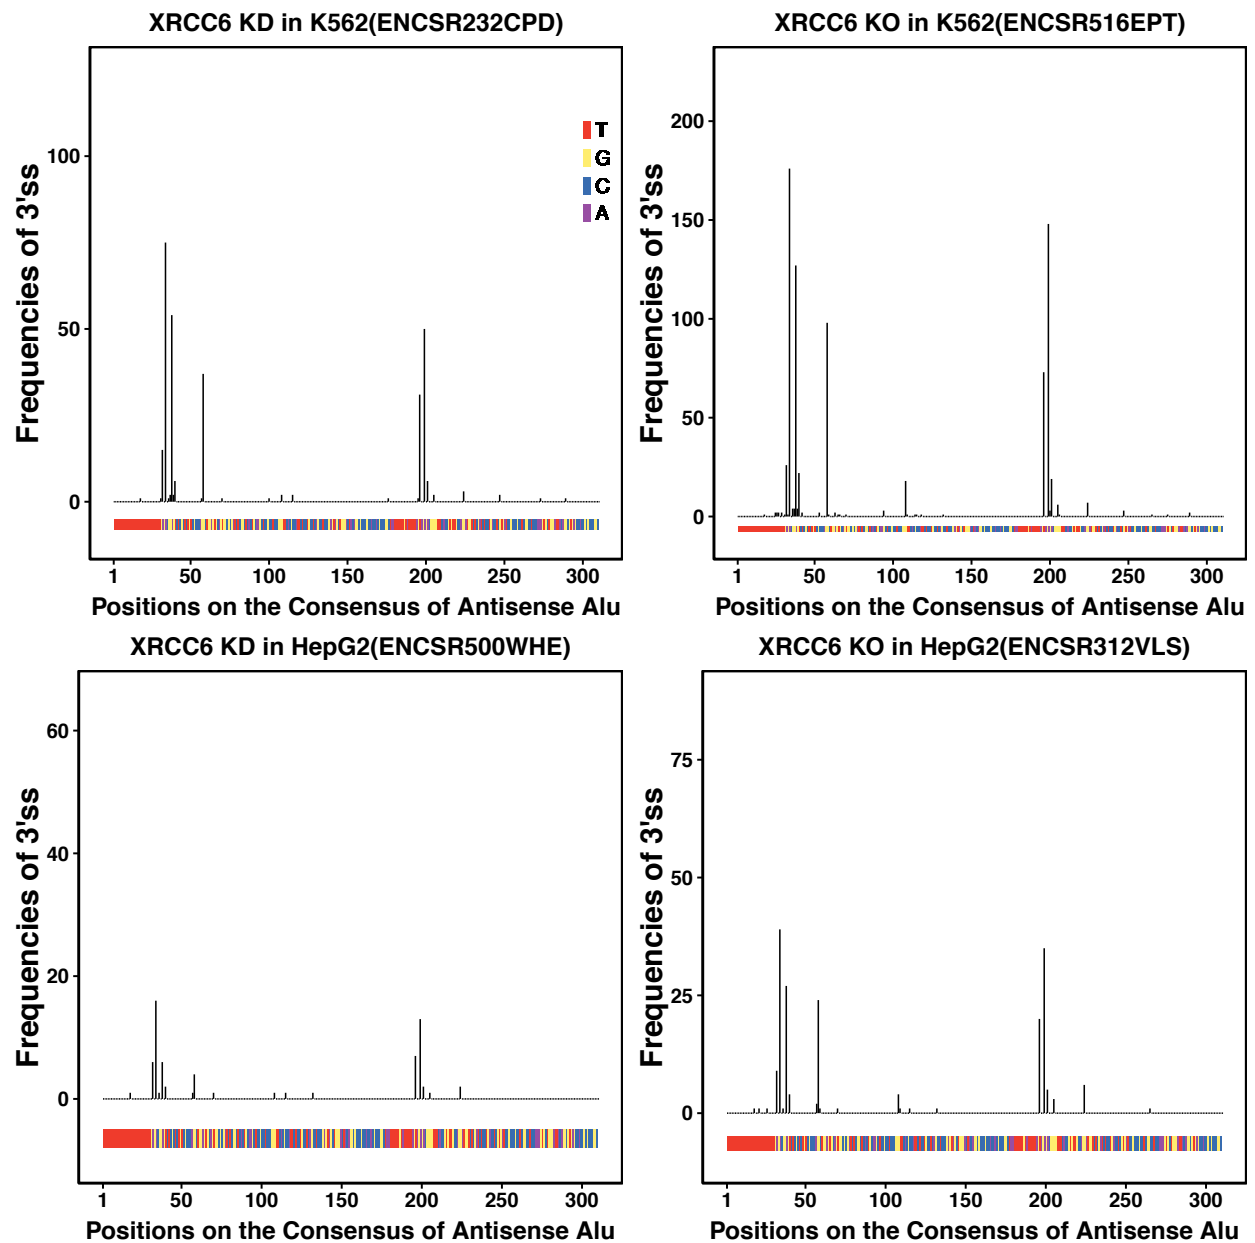 XRCC6 KD in K562(ENCSR232CPD)
Frequencies of 3'ss
100
50
0
T
G
C
A
1 50 100 150 200 250 300
Positions on the Consensus of Antisense Alu
XRCC6 KO in K562(ENCSR516EPT)
Frequencies of 3'ss
200
150
100
50
0
1 50 100 150 200 250 300
Positions on the Consensus of Antisense Alu
XRCC6 KD in HepG2(ENCSR500WHE)
Frequencies of 3'ss
60
40
20
0
1 50 100 150 200 250 300
Positions on the Consensus of Antisense Alu
XRCC6 KO in HepG2(ENCSR312VLS)
Frequencies of 3'ss
75
50
25
0
1 50 100 150 200 250 300
Positions on the Consensus of Antisense Alu